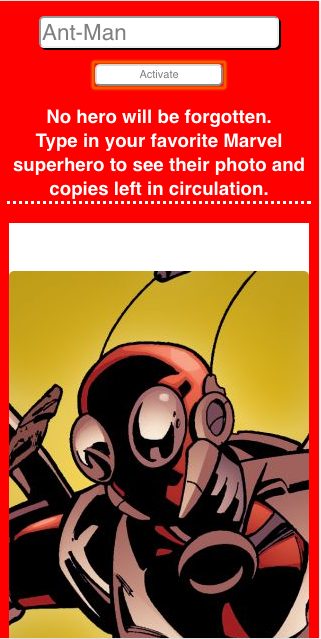 Ant-Man
Activate
No hero will be forgotten.
Type in your favorite Marvel
superhero to see their photo and
copies left in circulation.